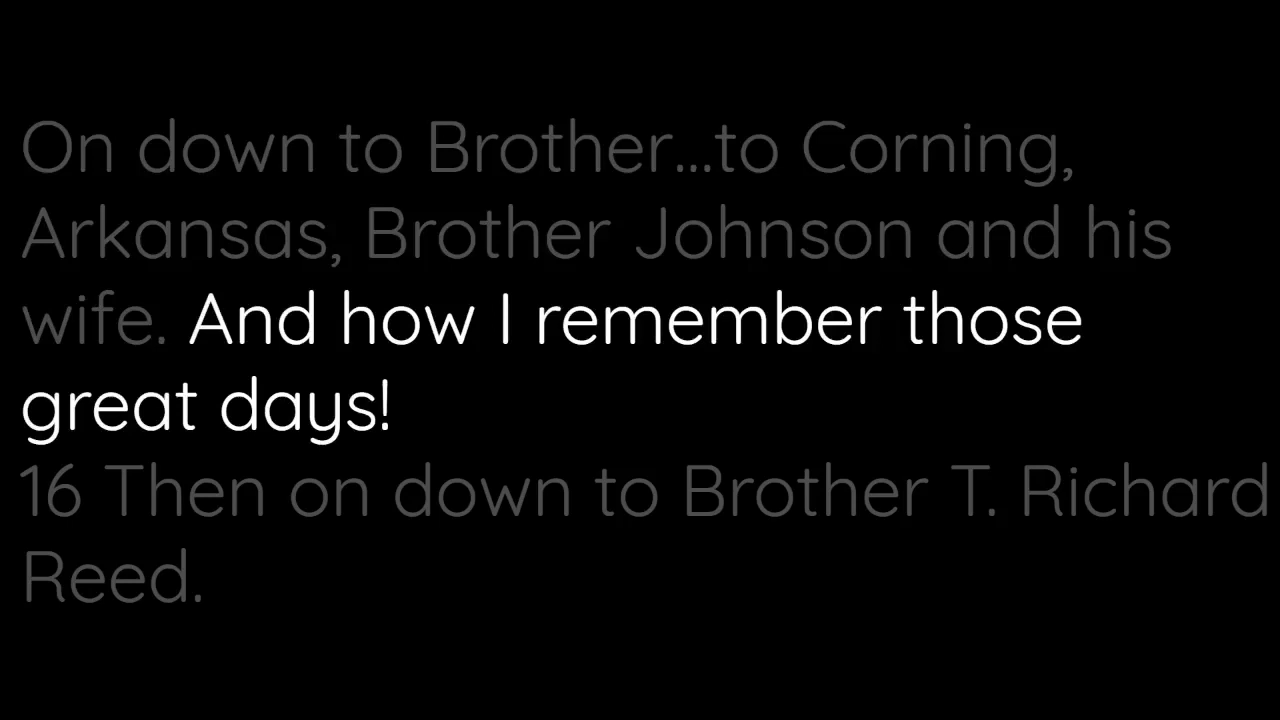 On down to Brother...to Corning,
Arkansas, Brother Johnson and his
wife. And how I remember those
great days!
16 Then on down to Brother T. Richard
Reed.